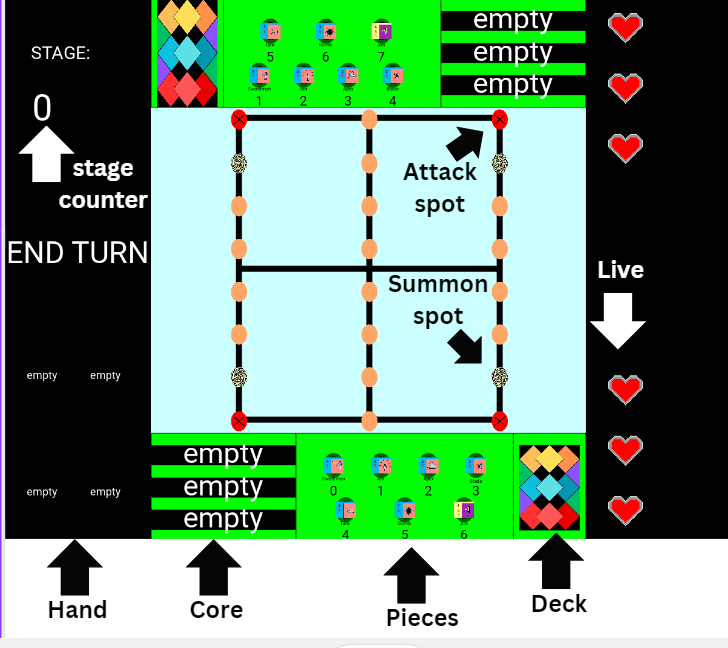 STAGE:
0
stage
counter
END TURN
empty empty
empty empty
5 6 7
1 2 3 4
empty
empty
empty
Attack
spot
Summon
spot
Live
empty
empty
empty
0 1 2 3
4 5 6
Hand
Core
Pieces
Deck